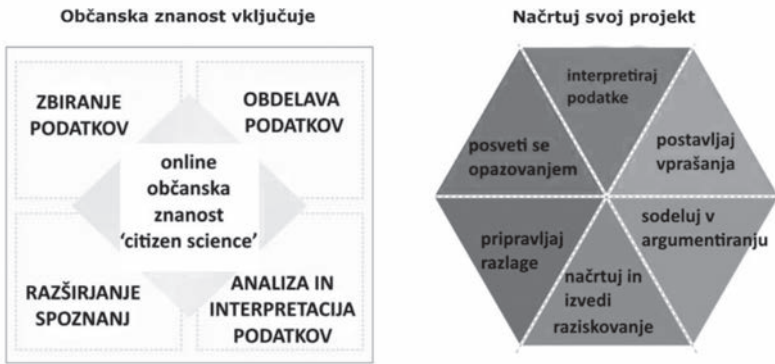 Občanska znanost vključuje
ZBIRANJE
PODATKOV
OBDELAVA
PODATKOV
online
občanska
znanost
‘citizen science’
RAZŠIRJANJE
SPOZNANJ
ANALIZA IN
INTERPRETACIJA
PODATKOV
Načrtuj svoj projekt
interpretiraj
podatke
postavljaj
vprašanja
sodeluj v
argumentiranju
načrtuj in
izvedi
raziskovanje
pripravljaj
razlage
posveti se
opazovanjem